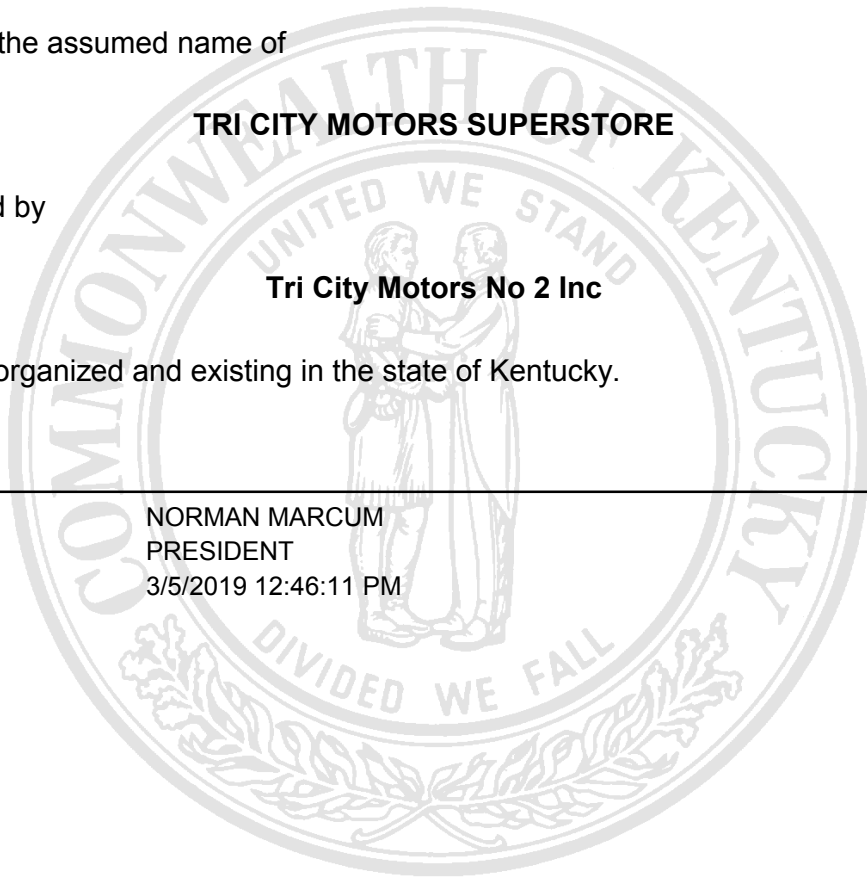 the assumed name of
TRI CITY MOTORS SUPERSTORE
d by
Tri City Motors No 2 Inc
organized and existing in the state of Kentucky.
NORMAN MARCUM
PRESIDENT
3/5/2019 12:46:11 PM
COMMONWEALTH OF KENTUCKY
UNITED WE STAND
DIVIDED WE FALL